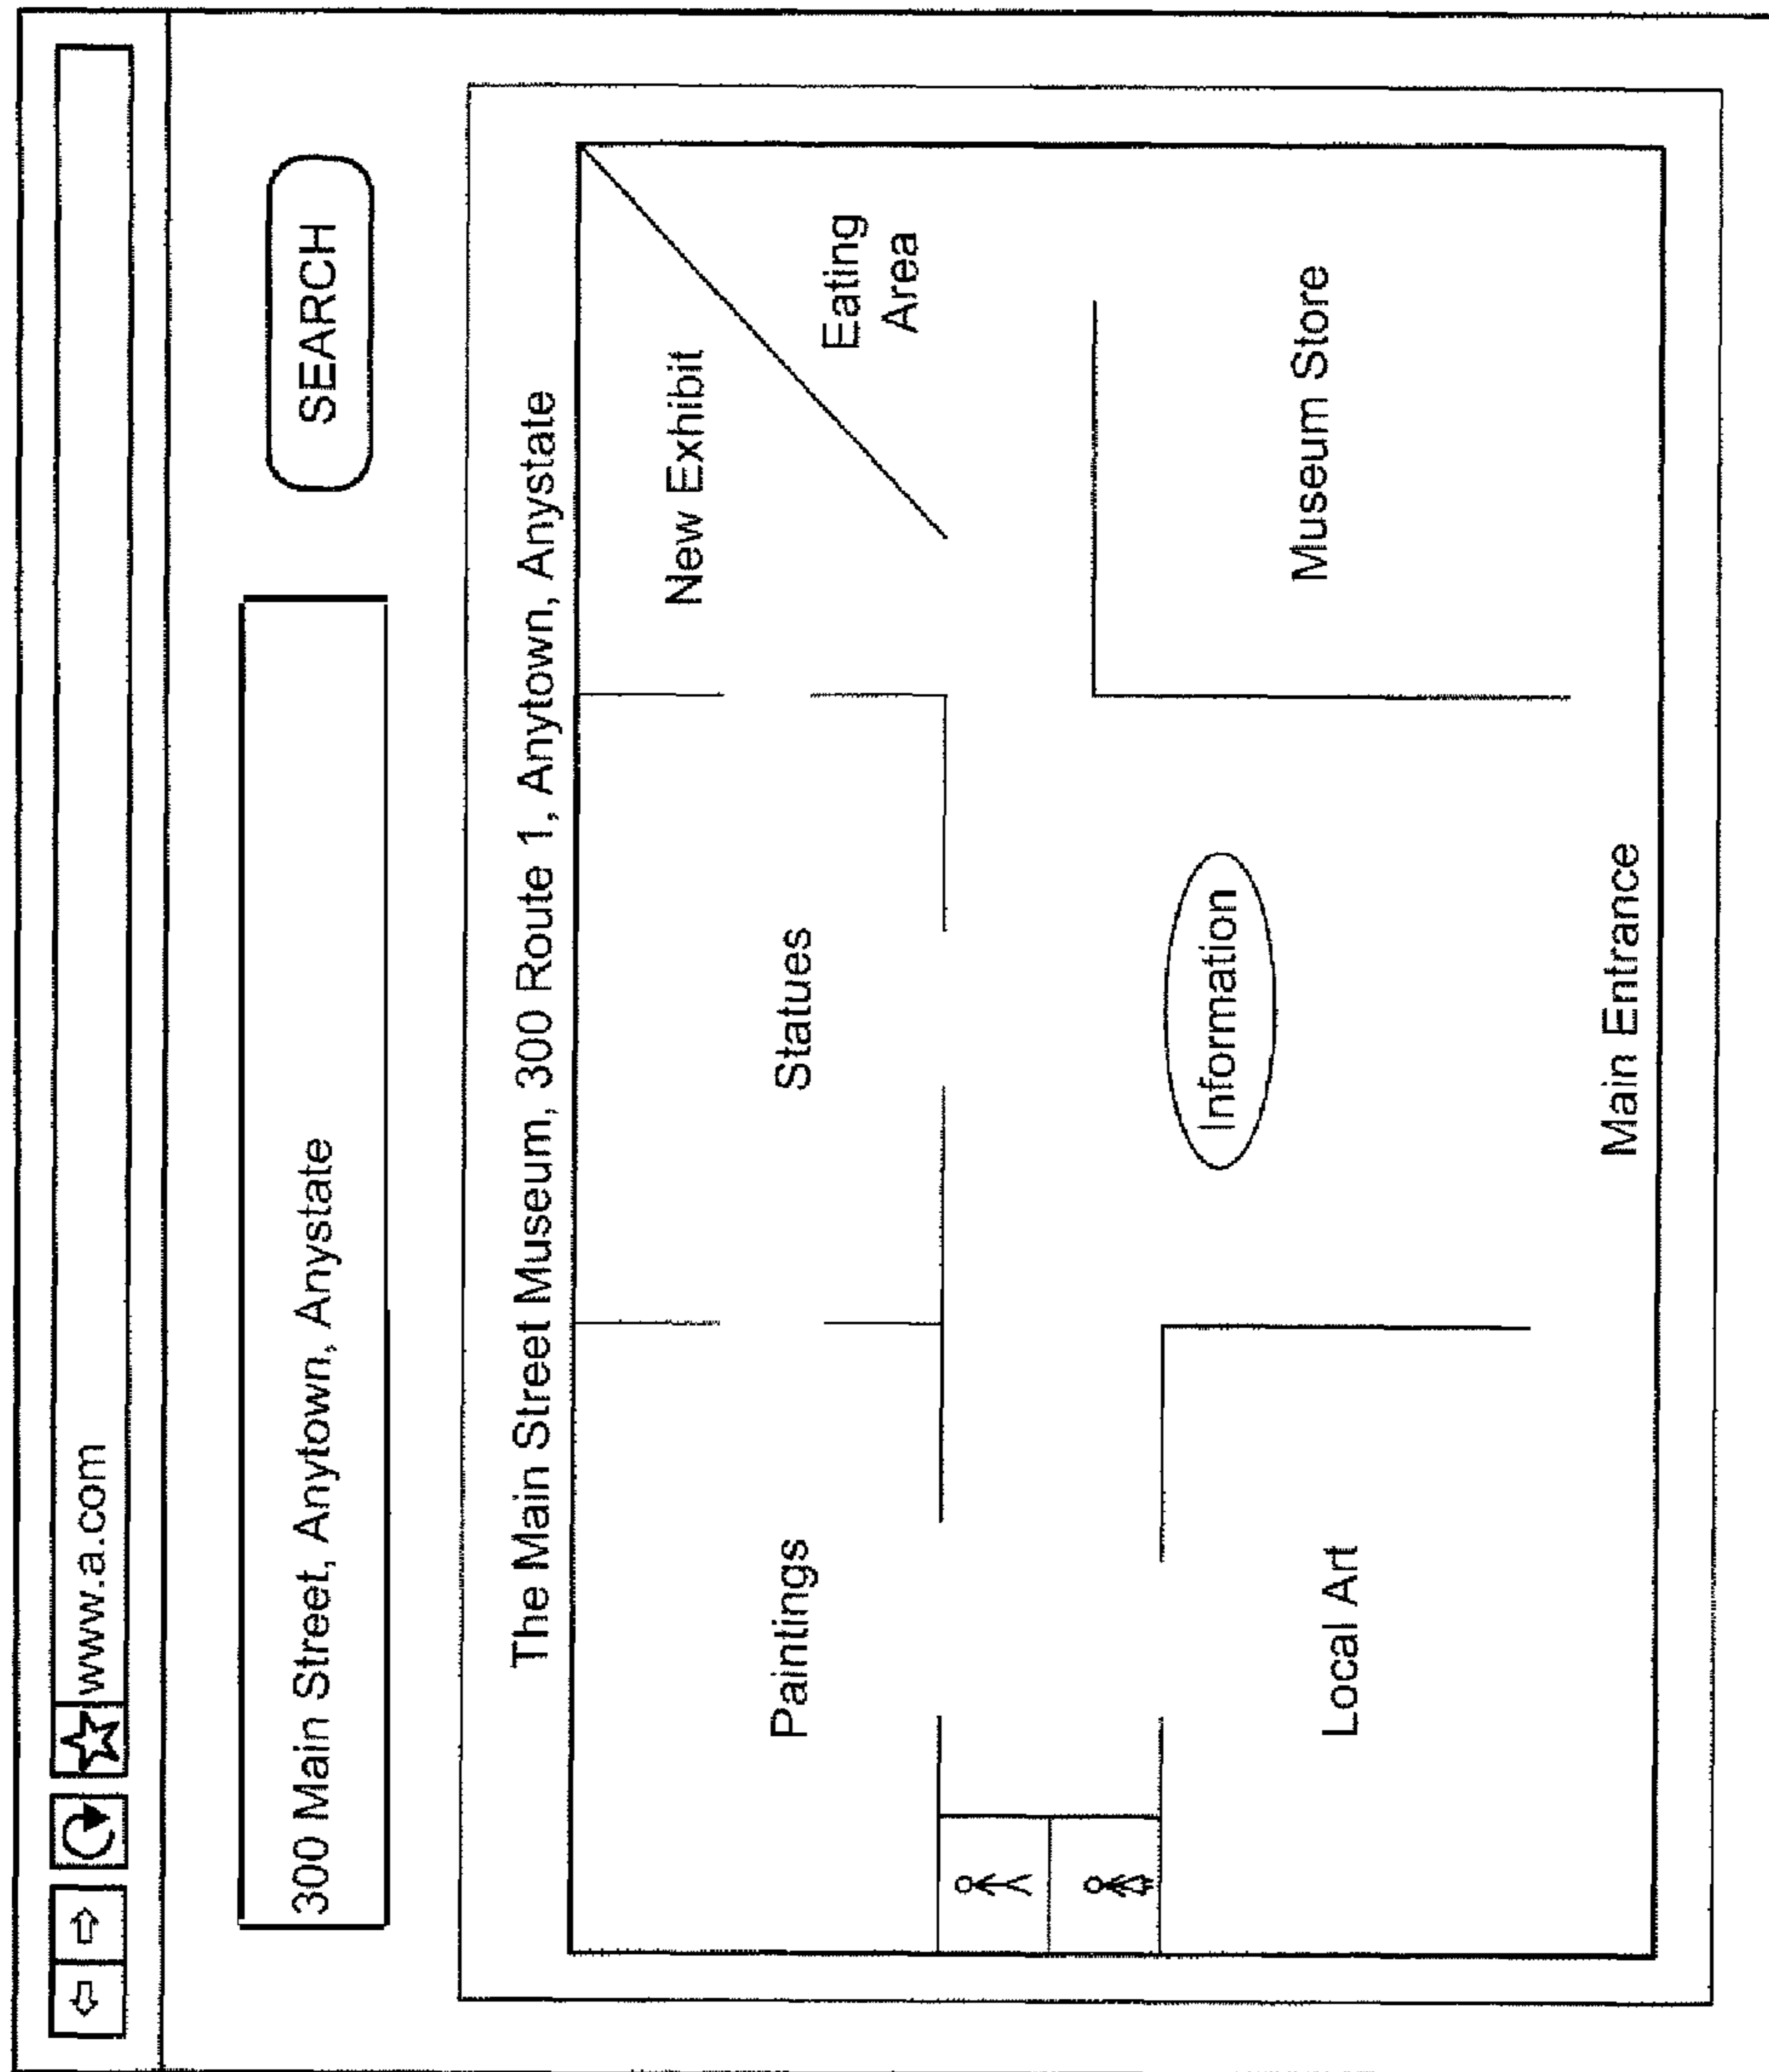 www.a.com
300 Main Street, Anytown, Anystate
SEARCH
The Main Street Museum, 300 Route 1, Anytown, Anystate
Paintings
Statues
New Exhibit
Eating
Area
Information
Local Art
Museum Store
Main Entrance